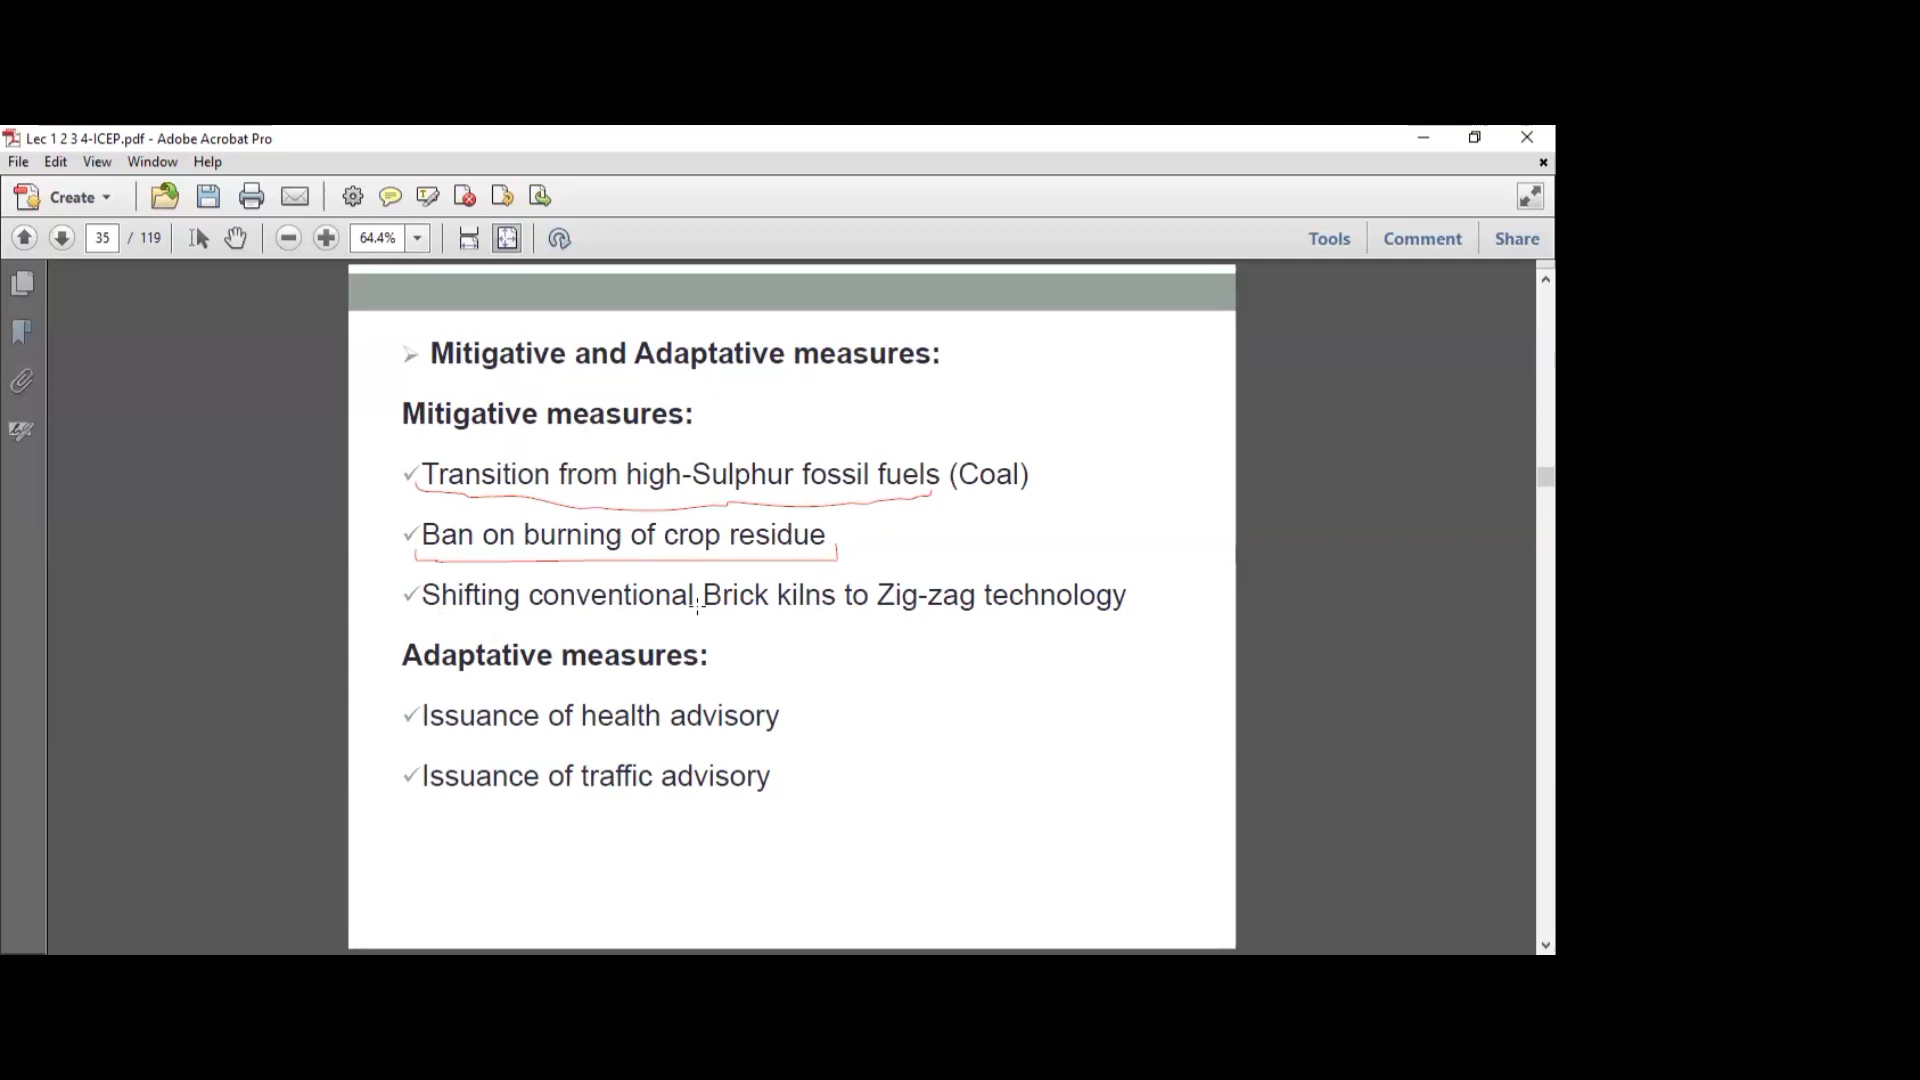 Lec 1 2 3 4-ICEP.pdf - Adobe Acrobat Pro
File Edit View Window Help
Create
35 / 119 64.4% Tools Comment Share
Mitigative and Adaptative measures:
Mitigative measures:
Transition from high-Sulphur fossil fuels (Coal)
Ban on burning of crop residue
Shifting conventional Brick kilns to Zig-zag technology
Adaptative measures:
Issuance of health advisory
Issuance of traffic advisory